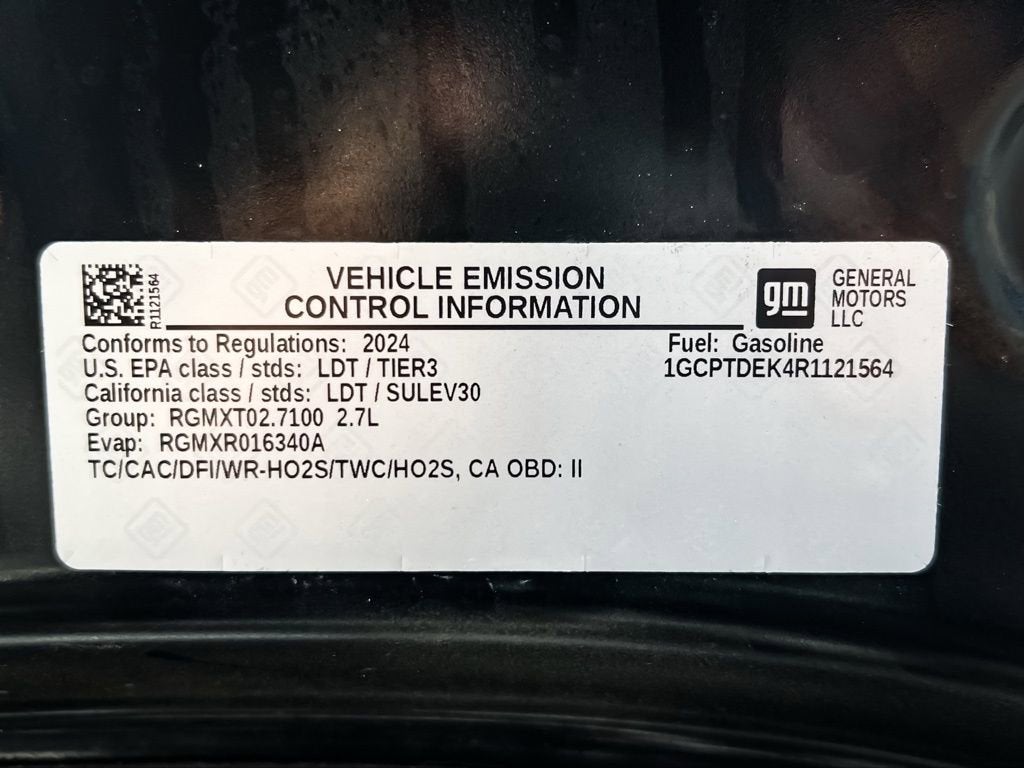 VEHICLE EMISSION
CONTROL INFORMATION
R1121564
gm
GENERAL
MOTORS
LLC
Conforms to Regulations: 2024
Fuel: Gasoline
U.S. EPA class / stds: LDT / TIER3
1GCPTDEK4R1121564
California class / stds: LDT / SULEV30
Group: RGMXT02.7100 2.7L
Evap: RGMXR016340A
TC/CAC/DFI/WR-HO2S/TWC/HO2S, CA OBD: II